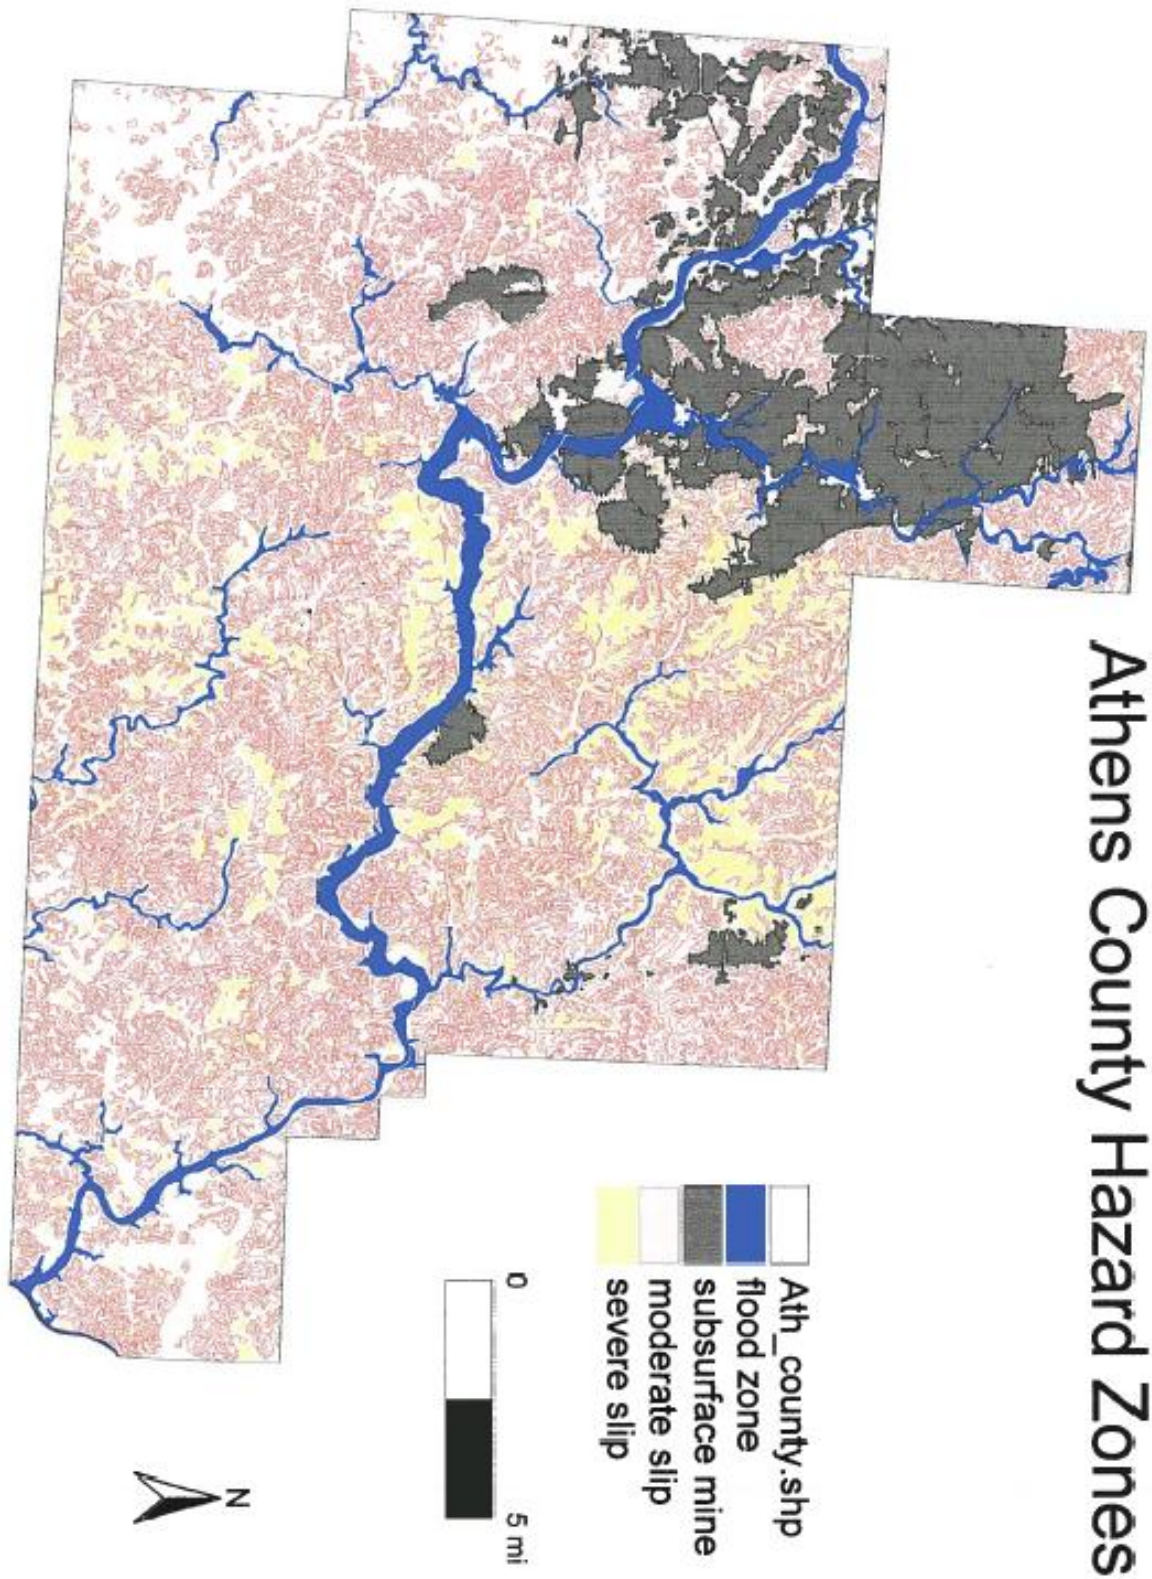 Athens County Hazard Zones
Ath_county.shp
flood zone
subsurface mine
moderate slip
severe slip
0
5 mi
N